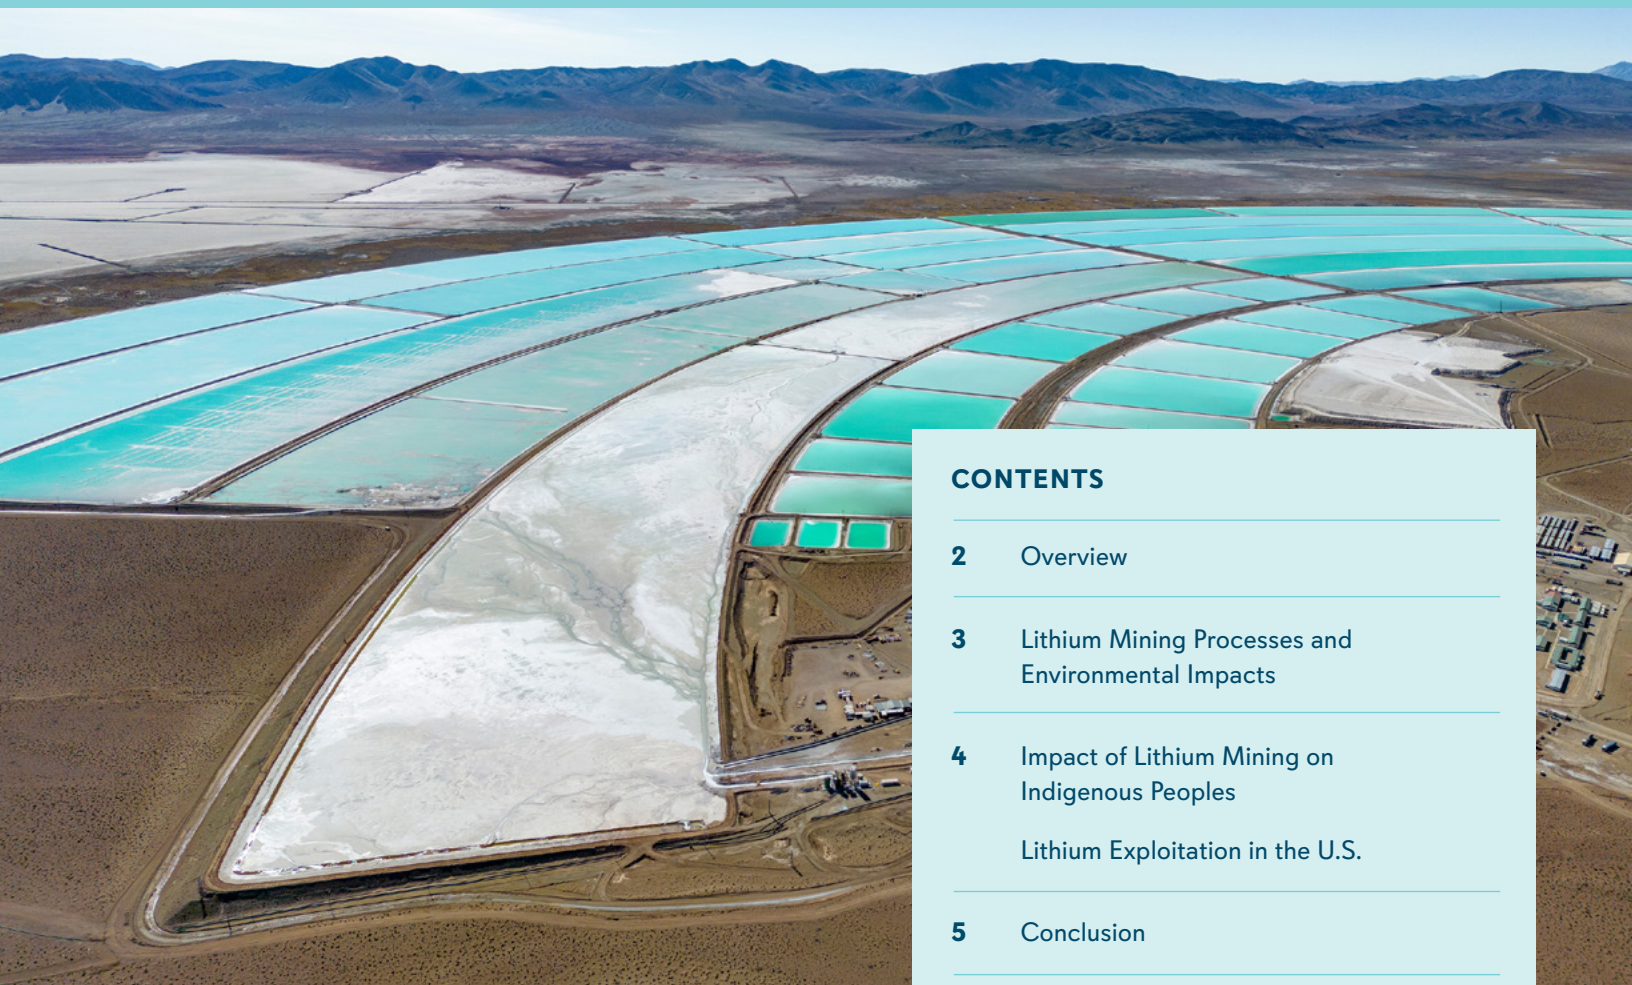 CONTENTS
2 Overview
3 Lithium Mining Processes and
Environmental Impacts
4 Impact of Lithium Mining on
Indigenous Peoples
Lithium Exploitation in the U.S.
5 Conclusion